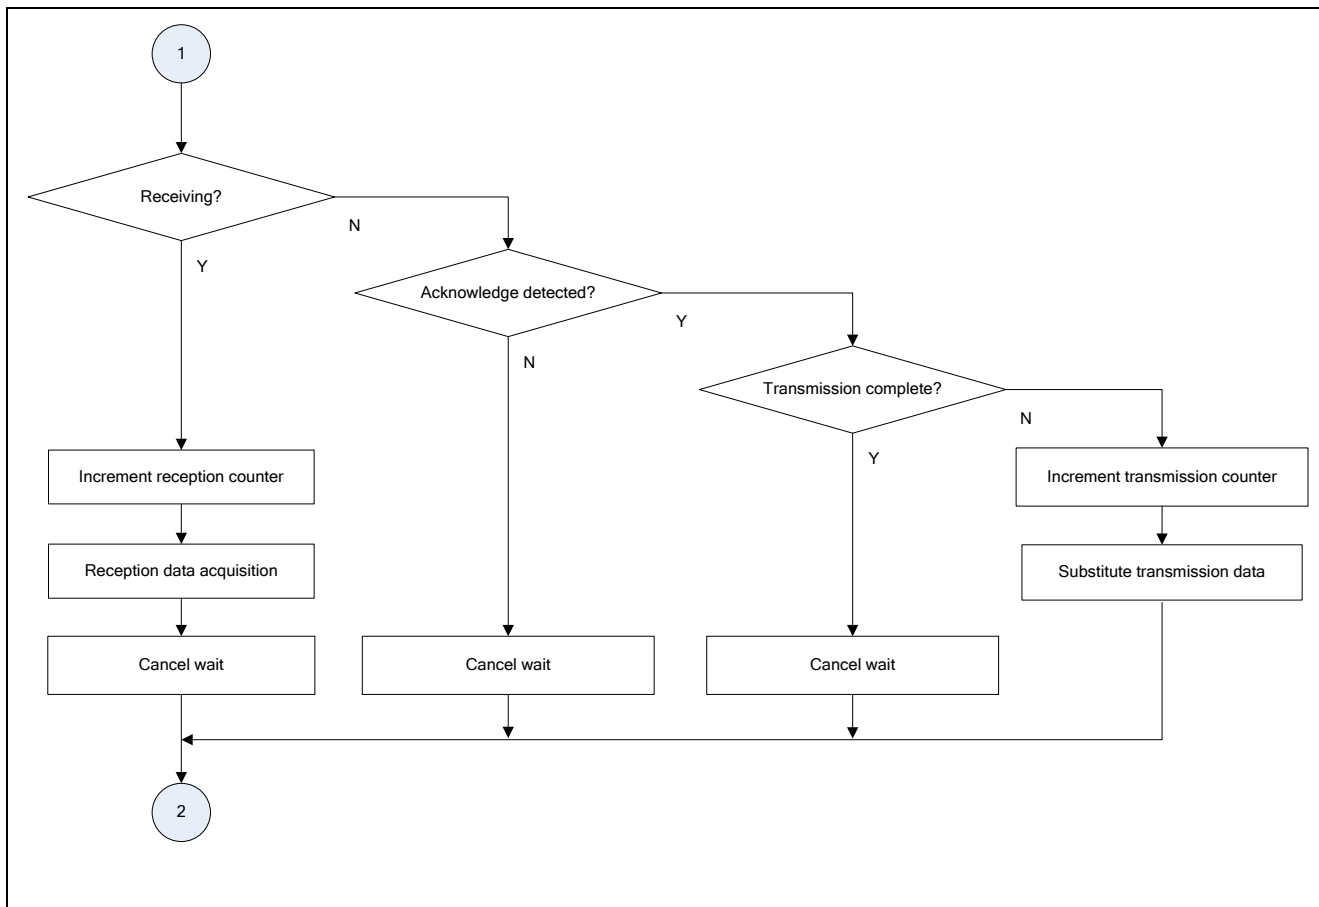 1
Receiving?
N
Y
Acknowledge detected?
Y
N
Transmission complete?
N
Y
Increment reception counter
Increment transmission counter
Reception data acquisition
Substitute transmission data
Cancel wait
Cancel wait
Cancel wait
2